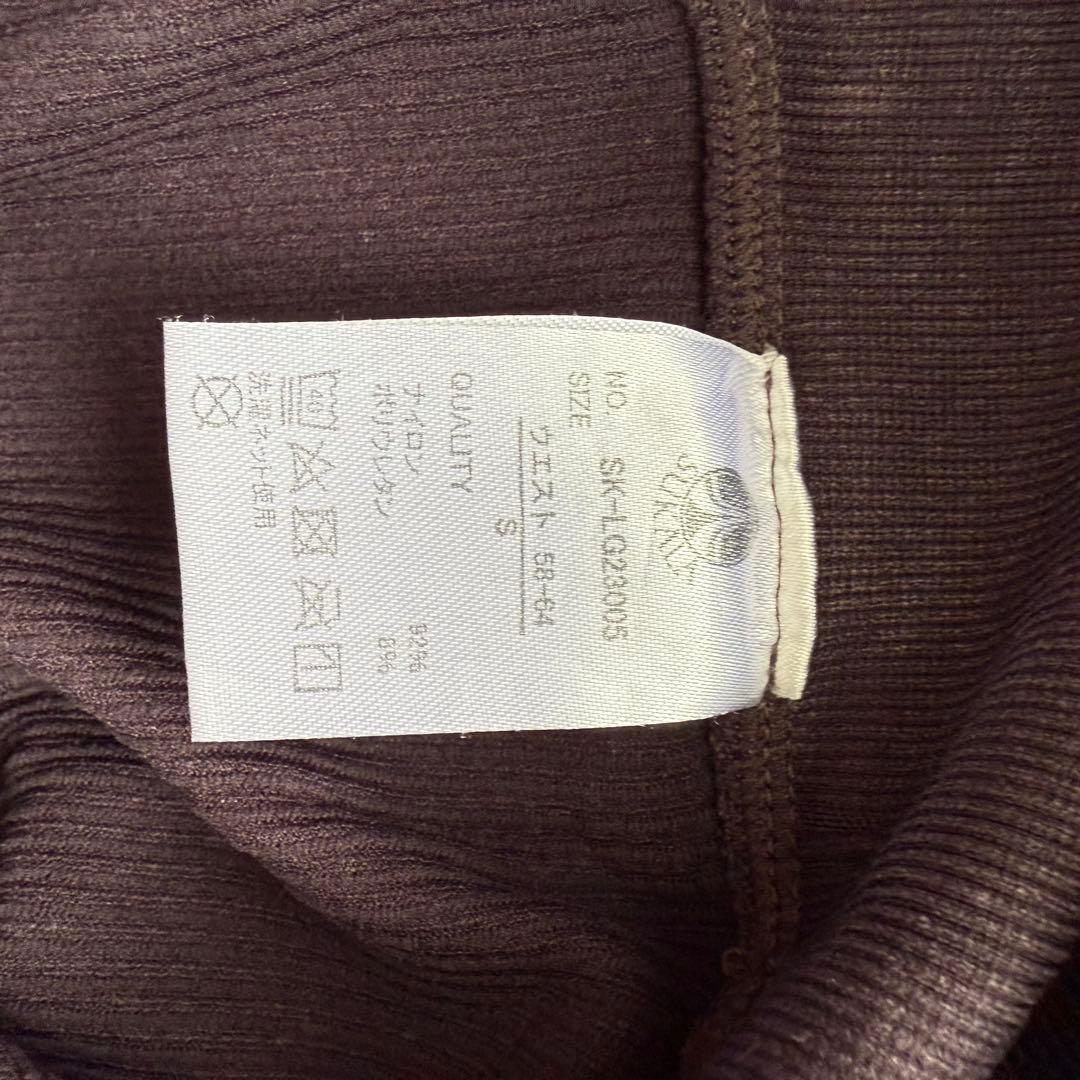 NO. SK-LG23005
SIZE
ウエスト 58-64
S
QUALITY
ナイロン 92%
ポリウレタン 8%
40
洗濯ネット使用